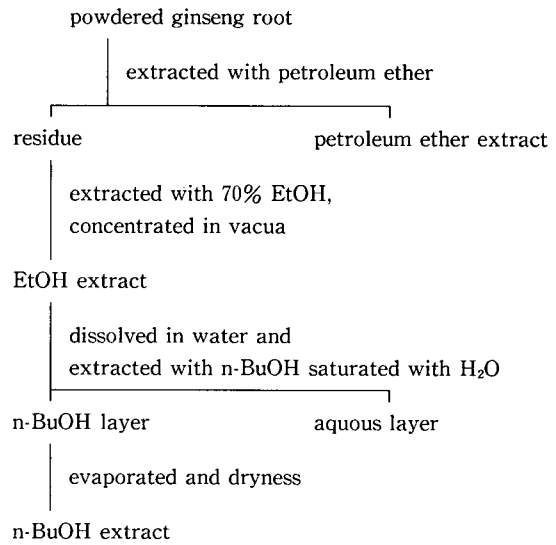 powdered ginseng root
extracted with petroleum ether
residue
petroleum ether extract
extracted with 70% EtOH,
concentrated in vacua
EtOH extract
dissolved in water and
extracted with n-BuOH saturated with H₂O
n-BuOH layer
aquous layer
evaporated and dryness
n-BuOH extract